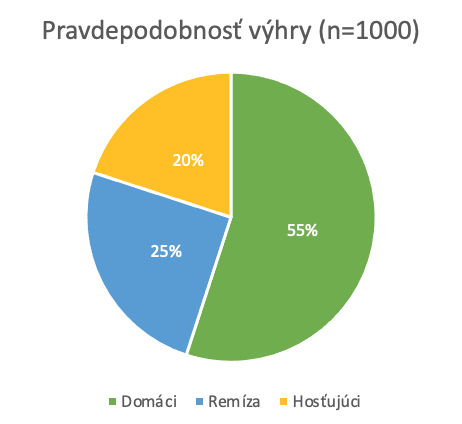 Pravdepodobnosť výhry (n=1000)
20%
55%
25%
Domáci Remíza Hosťujúci